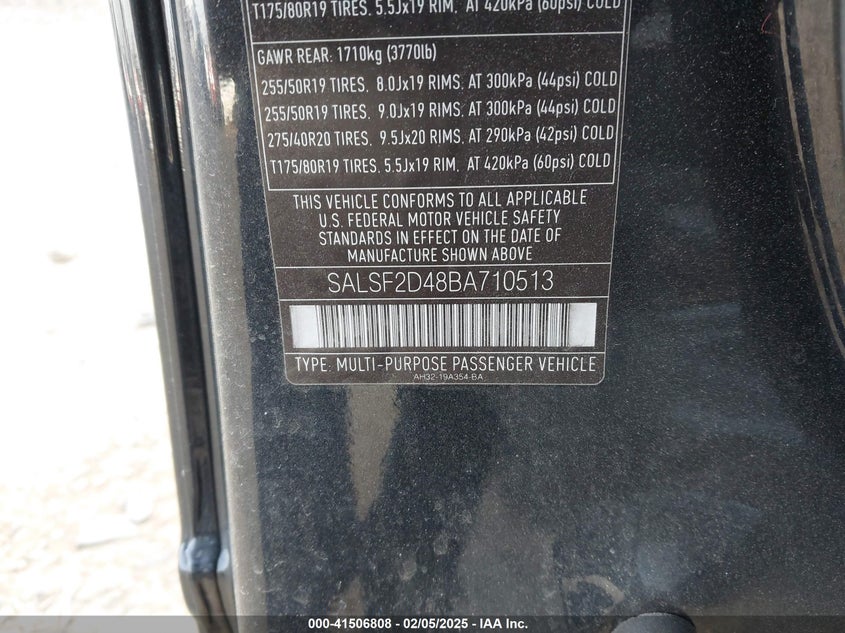 T175/80R19 TIRES. 5.5Jx19 RIM. AT 420kPa (60psi) COLD
GAWR REAR: 1710kg (3770lb)
255/50R19 TIRES. 8.0Jx19 RIMS. AT 300kPa (44psi) COLD
255/50R19 TIRES. 9.0Jx19 RIMS. AT 300kPa (44psi) COLD
275/40R20 TIRES. 9.5Jx20 RIMS. AT 290kPa (42psi) COLD
T175/80R19 TIRES. 5.5Jx19 RIM. AT 420kPa (60psi) COLD
THIS VEHICLE CONFORMS TO ALL APPLICABLE
U.S. FEDERAL MOTOR VEHICLE SAFETY
STANDARDS IN EFFECT ON THE DATE OF
MANUFACTURE SHOWN ABOVE
SALSF2D48BA710513
TYPE: MULTI-PURPOSE PASSENGER VEHICLE
AH32-19A354-BA
000-41506808 - 02/05/2025 - IAA Inc.